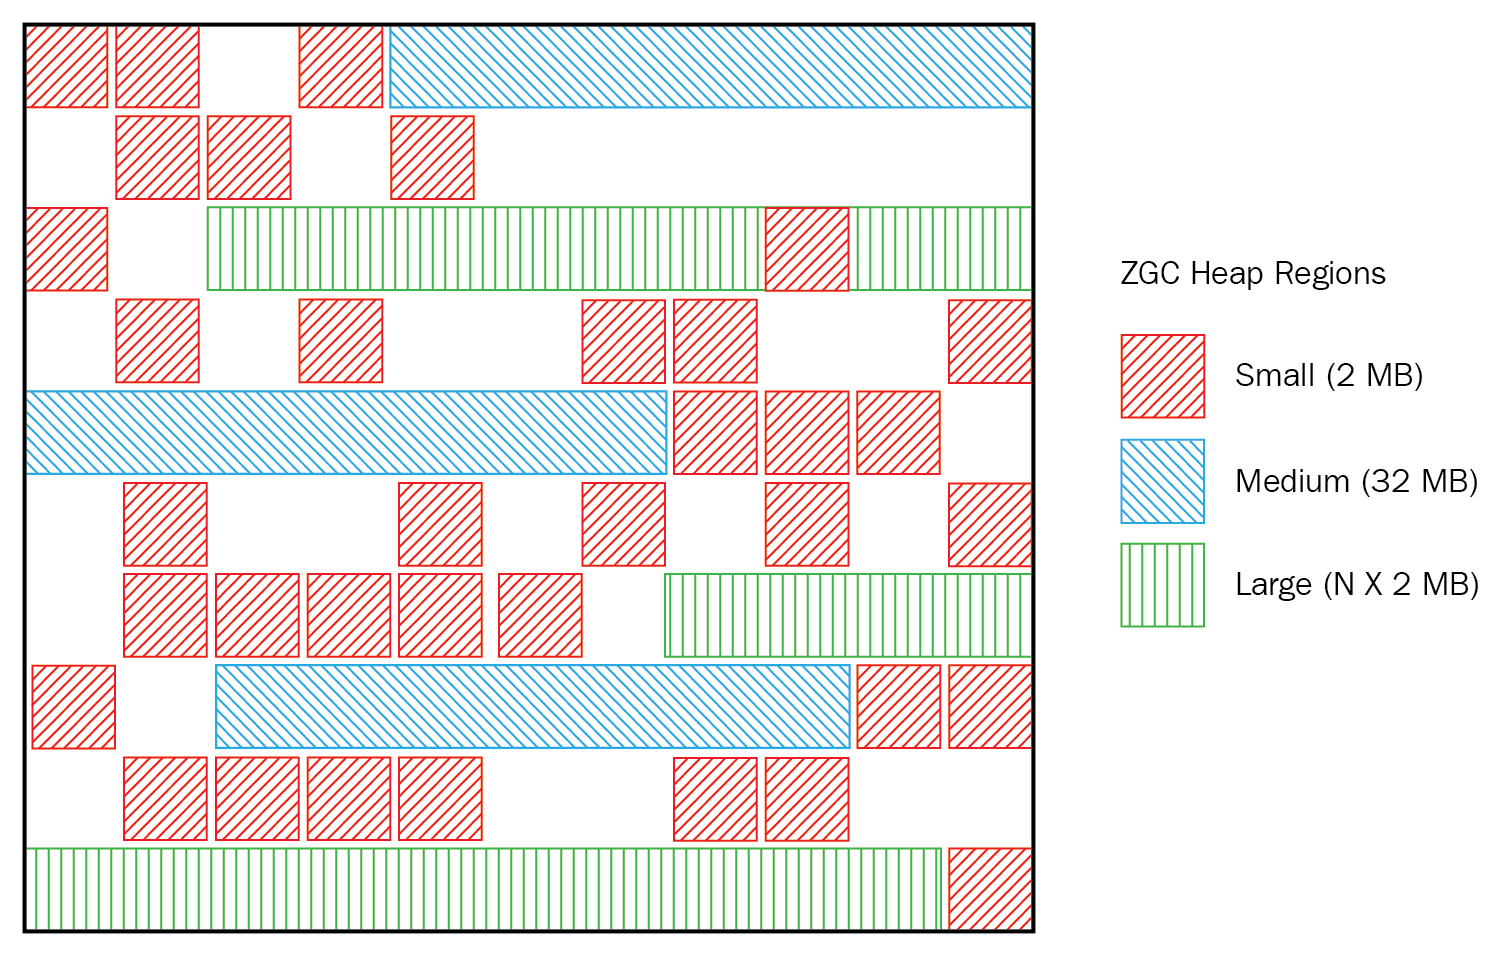 ZGC Heap Regions
Small (2 MB)
Medium (32 MB)
Large (N X 2 MB)